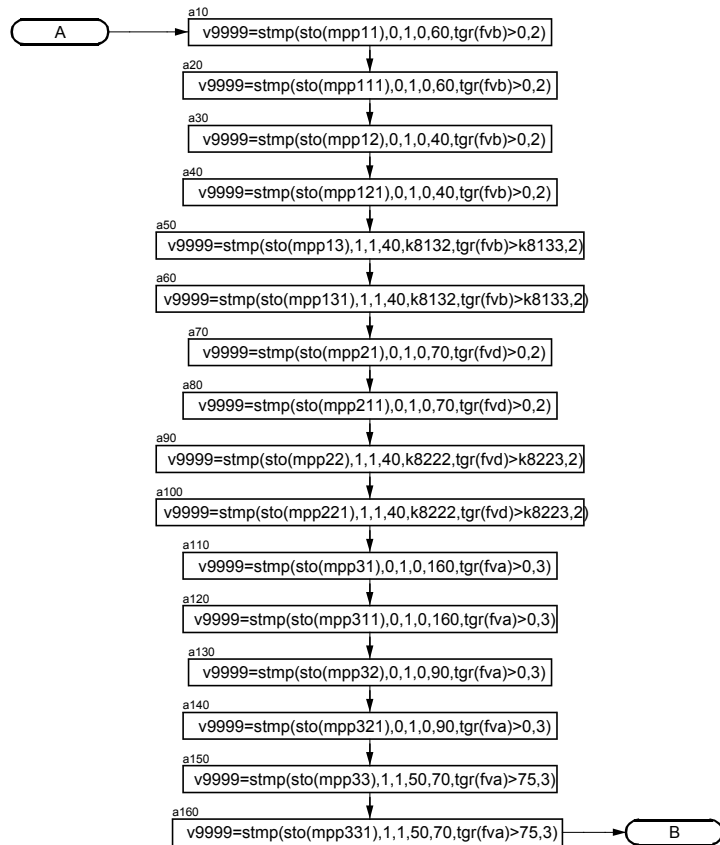 a10
A
v9999=stmp(sto(mpp11),0,1,0,60,tgr(fvb)>0,2)
a20
v9999=stmp(sto(mpp111),0,1,0,60,tgr(fvb)>0,2)
a30
v9999=stmp(sto(mpp12),0,1,0,40,tgr(fvb)>0,2)
a40
v9999=stmp(sto(mpp121),0,1,0,40,tgr(fvb)>0,2)
a50
v9999=stmp(sto(mpp13),1,1,40,k8132,tgr(fvb)>k8133,2)
a60
v9999=stmp(sto(mpp131),1,1,40,k8132,tgr(fvb)>k8133,2)
a70
v9999=stmp(sto(mpp21),0,1,0,70,tgr(fvd)>0,2)
a80
v9999=stmp(sto(mpp211),0,1,0,70,tgr(fvd)>0,2)
a90
v9999=stmp(sto(mpp22),1,1,40,k8222,tgr(fvd)>k8223,2)
a100
v9999=stmp(sto(mpp221),1,1,40,k8222,tgr(fvd)>k8223,2)
a110
v9999=stmp(sto(mpp31),0,1,0,160,tgr(fva)>0,3)
a120
v9999=stmp(sto(mpp311),0,1,0,160,tgr(fva)>0,3)
a130
v9999=stmp(sto(mpp32),0,1,0,90,tgr(fva)>0,3)
a140
v9999=stmp(sto(mpp321),0,1,0,90,tgr(fva)>0,3)
a150
v9999=stmp(sto(mpp33),1,1,50,70,tgr(fva)>75,3)
a160
v9999=stmp(sto(mpp331),1,1,50,70,tgr(fva)>75,3)
B